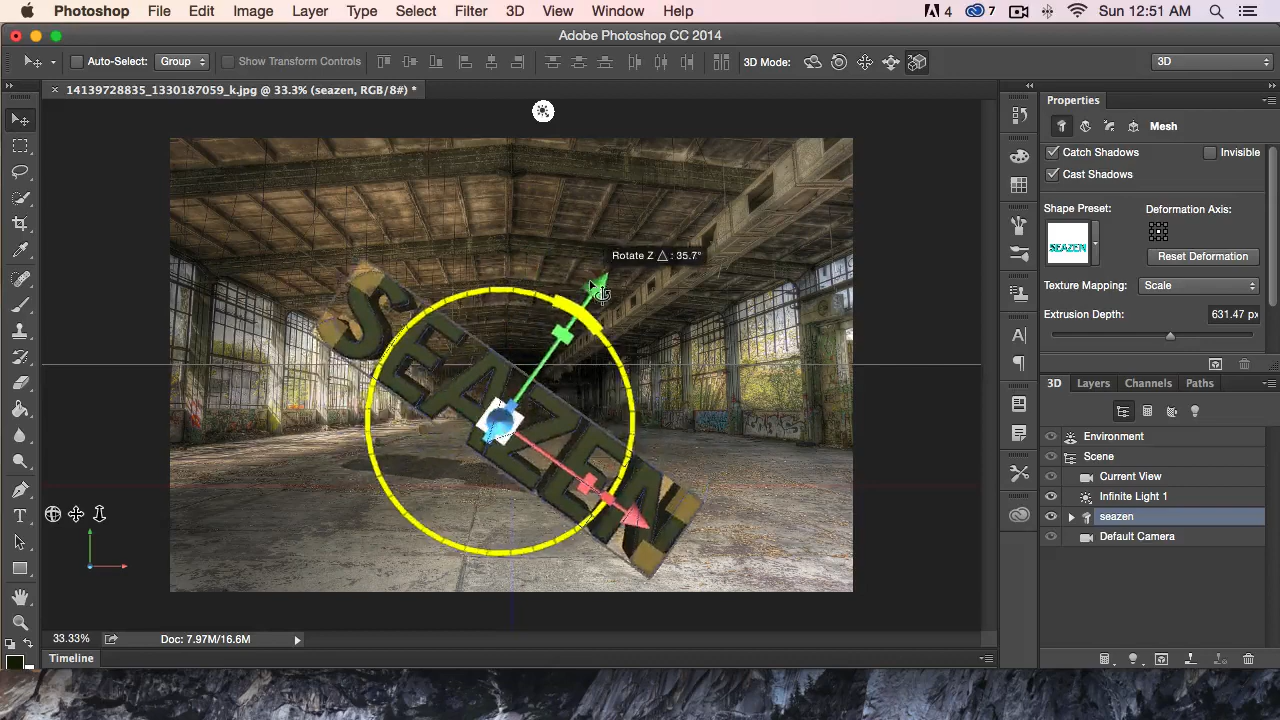 Photoshop File Edit Image Layer Type Select Filter 3D View Window Help 4 7 Sun 12:51 AM
Adobe Photoshop CC 2014
Auto-Select: Group Show Transform Controls 3D Mode: 3D
14139728835_1330187059_k.jpg @ 33.3% (seazen, RGB/8#) *
Properties
Mesh
Catch Shadows Invisible
Cast Shadows
Shape Preset: Deformation Axis:
SEAZEN
Reset Deformation
Texture Mapping: Scale
Extrusion Depth: 631.47 px
Rotate Z △ : 35.7°
SEAZEN
3D Layers Channels Paths
Environment
Scene
Current View
Infinite Light 1
seazen
Default Camera
33.33% Doc: 7.97M/16.6M
Timeline